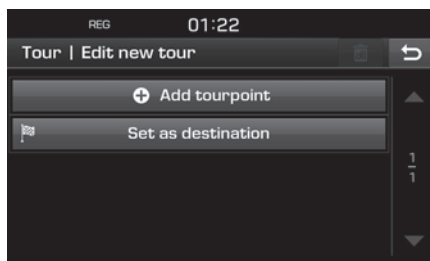 REG 01:22
Tour | Edit new tour
Add tourpoint
Set as destination
1
1